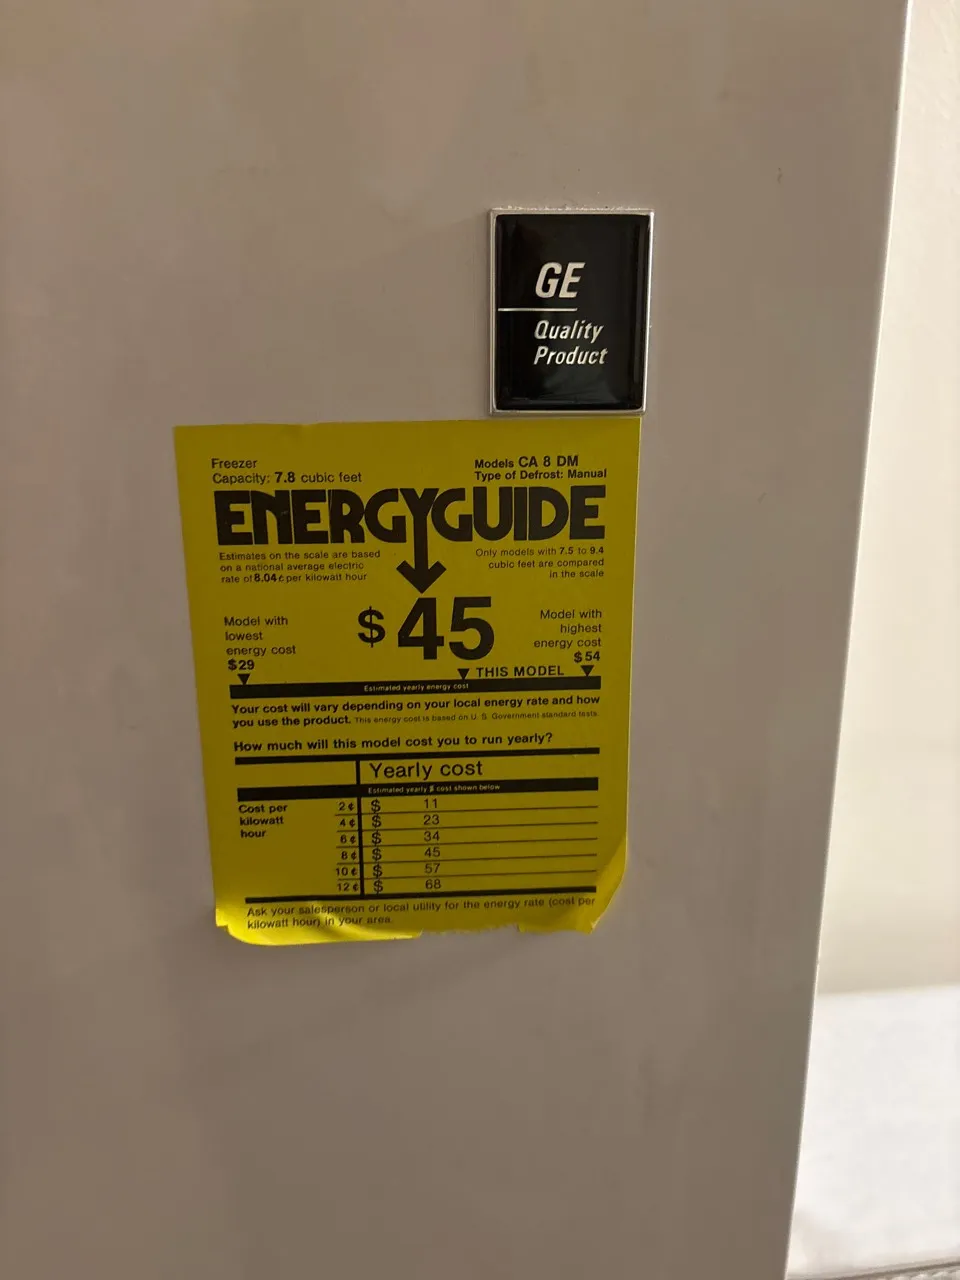 GE
Quality
Product
Freezer
Capacity: 7.8 cubic feet
Models CA 8 DM
Type of Defrost: Manual
ENERGYGUIDE
Estimates on the scale are based
on a national average electric
rate of 8.04¢ per kilowatt hour
Only models with 7.5 to 9.4
cubic feet are compared
in the scale
$45
Model with
lowest
energy cost
$29
Model with
highest
energy cost
$54
THIS MODEL
Estimated yearly energy cost
Your cost will vary depending on your local energy rate and how
you use the product. This energy cost is based on U. S. Government standard tests.
How much will this model cost you to run yearly?
Yearly cost
Estimated yearly $ cost shown below
Cost per
kilowatt
hour
2¢ $ 11
4¢ $ 23
6¢ $ 34
8¢ $ 45
10¢ $ 57
12¢ $ 68
Ask your salesperson or local utility for the energy rate (cost per
kilowatt hour) in your area.